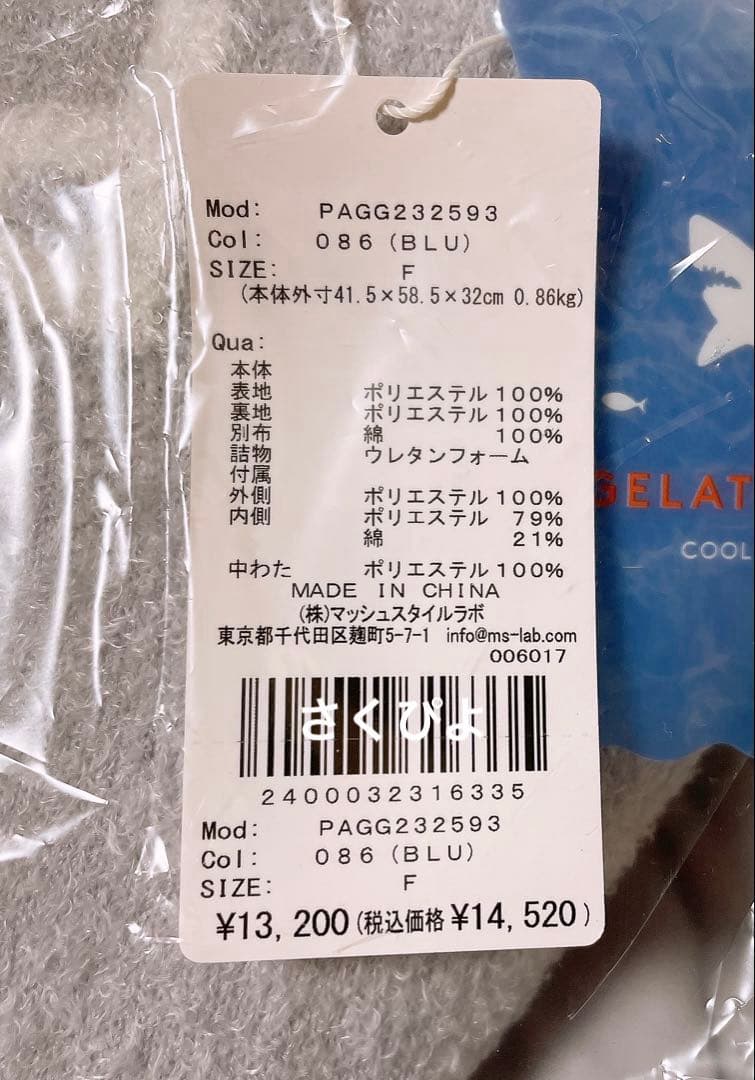 Mod: PAGG232593
Col: 086(BLU)
SIZE: F
(本体外寸41.5×58.5×32cm 0.86kg)
Qua:
本体
表地 ポリエステル100%
裏地 ポリエステル100%
別布 綿 100%
詰物 ウレタンフォーム
付属
外側 ポリエステル100%
内側 ポリエステル 79%
綿 21%
中わた ポリエステル100%
MADE IN CHINA
(株)マッシュスタイルラボ
東京都千代田区麹町5-7-1 info@ms-lab.com
006017
さくぴよ
2400032316335
Mod: PAGG232593
Col: 086(BLU)
SIZE: F
¥13,200(税込価格¥14,520)
GELAT
COOL